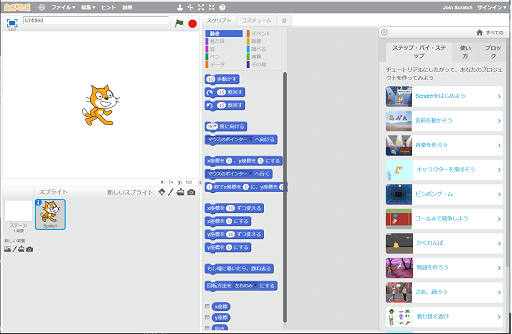 ファイル▼ 編集▼ ヒント 説明
Join Scratch サインイン
Untitled
スクリプト コスチューム 音
動き イベント
見た目 制御
音 調べる
ペン 演算
データ その他
10 歩動かす
15 度回す
15 度回す
90▼ 度に向ける
マウスのポインター▼ へ向ける
x座標を 0 、y座標を 0 にする
マウスのポインター▼ へ行く
1 秒でx座標を 0 に、y座標を 0
x座標を 10 ずつ変える
x座標を 0 にする
y座標を 10 ずつ変える
y座標を 0 にする
もし端に着いたら、跳ね返る
回転方法を 左右のみ▼ にする
x座標
y座標
スプライト 新しいスプライト:
ステージ
1 背景
Sprite1
新しい背景
すべての
ステップ・バイ・ステップ
使い方
ブロック
チュートリアルにしたがって、あなたのプロジェクトを作ってみよう
Scratchをはじめよう
名前を動かそう
音楽を作ろう
キャラクターを飛ばそう
ピンポンゲーム
ゴールまで競争しよう
かくれんぼ
物語を作ろう
さあ、踊ろう
着せ替え遊び